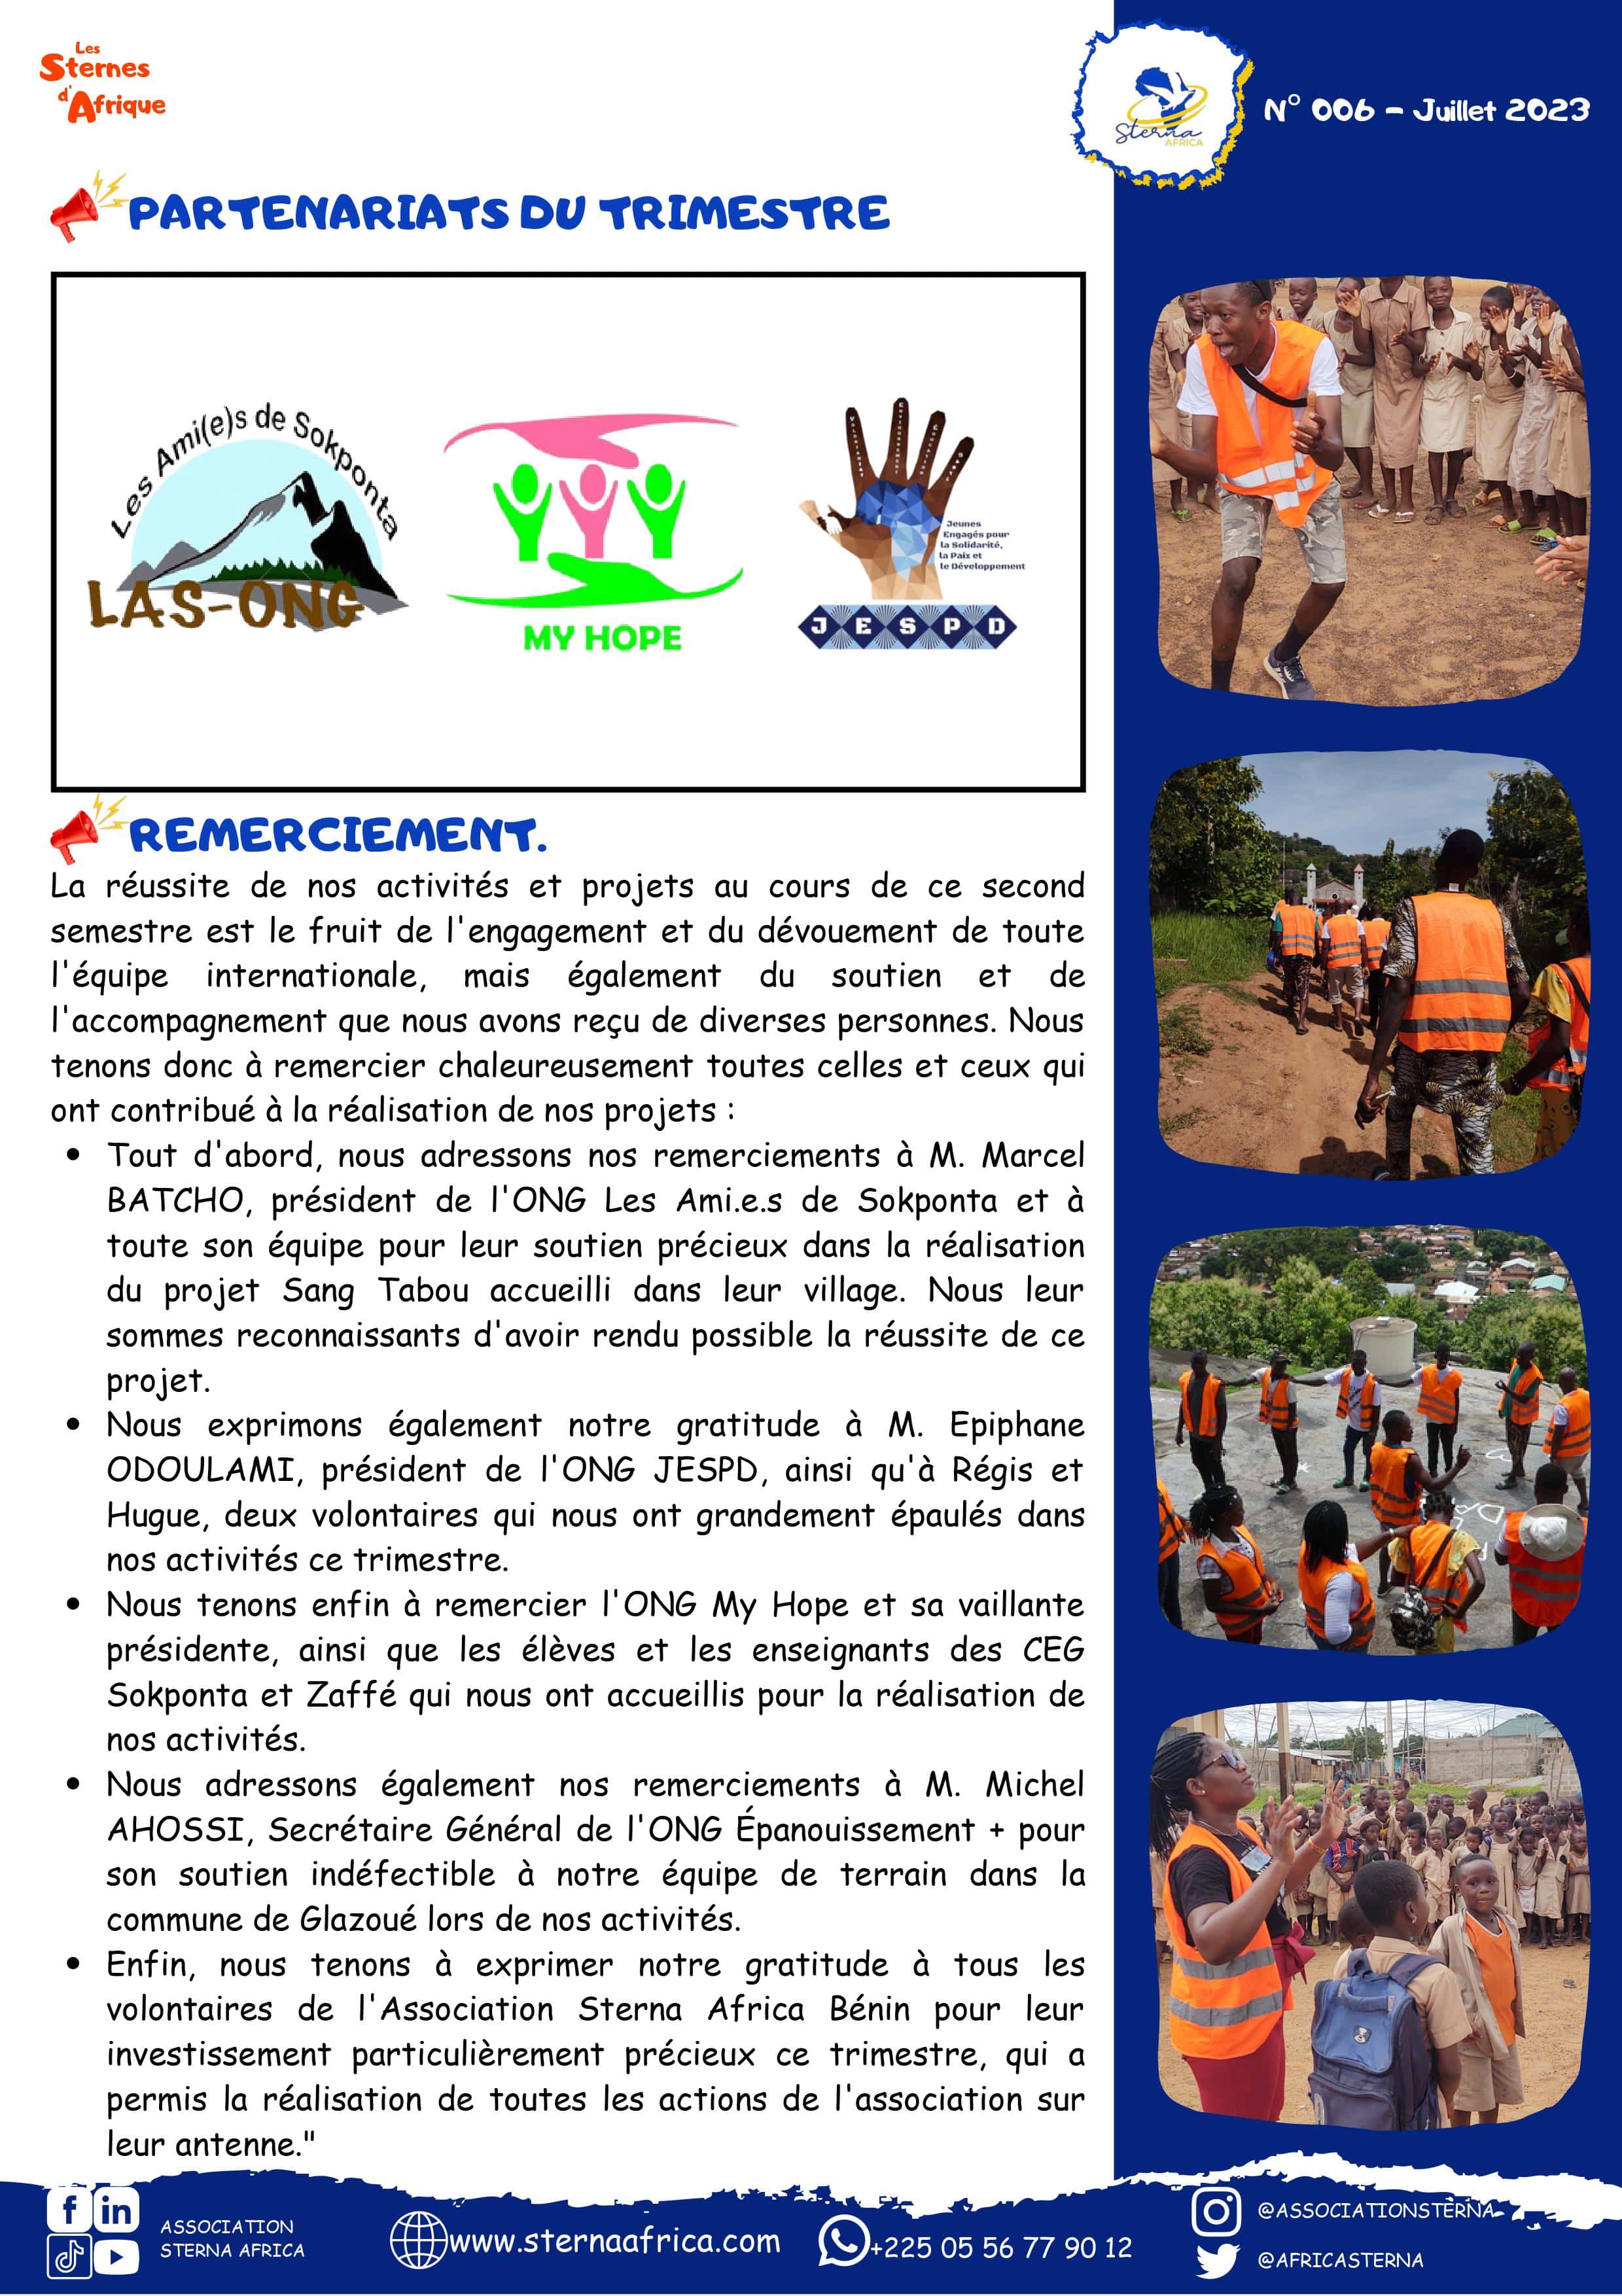 Les
Sternes
d'Afrique
Sterna
AFRICA
N° 006 - Juillet 2023
PARTENARIATS DU TRIMESTRE
Les Ami(e)s de Sokponta
LAS-ONG
MY HOPE
VOLONTARIAT
ENVIRONNEMENT
ÉDUCATION
Jeunes
Engagés pour
la Solidarité,
la Paix et
le Développement
JESPD
REMERCIEMENT.
La réussite de nos activités et projets au cours de ce second
semestre est le fruit de l'engagement et du dévouement de toute
l'équipe internationale, mais également du soutien et de
l'accompagnement que nous avons reçu de diverses personnes. Nous
tenons donc à remercier chaleureusement toutes celles et ceux qui
ont contribué à la réalisation de nos projets :
• Tout d'abord, nous adressons nos remerciements à M. Marcel
BATCHO, président de l'ONG Les Ami.e.s de Sokponta et à
toute son équipe pour leur soutien précieux dans la réalisation
du projet Sang Tabou accueilli dans leur village. Nous leur
sommes reconnaissants d'avoir rendu possible la réussite de ce
projet.
• Nous exprimons également notre gratitude à M. Epiphane
ODOULAMI, président de l'ONG JESPD, ainsi qu'à Régis et
Hugue, deux volontaires qui nous ont grandement épaulés dans
nos activités ce trimestre.
• Nous tenons enfin à remercier l'ONG My Hope et sa vaillante
présidente, ainsi que les élèves et les enseignants des CEG
Sokponta et Zaffé qui nous ont accueillis pour la réalisation de
nos activités.
• Nous adressons également nos remerciements à M. Michel
AHOSSI, Secrétaire Général de l'ONG Épanouissement + pour
son soutien indéfectible à notre équipe de terrain dans la
commune de Glazoué lors de nos activités.
• Enfin, nous tenons à exprimer notre gratitude à tous les
volontaires de l'Association Sterna Africa Bénin pour leur
investissement particulièrement précieux ce trimestre, qui a
permis la réalisation de toutes les actions de l'association sur
leur antenne."
ASSOCIATION
STERNA AFRICA
www.sternaafrica.com
+225 05 56 77 90 12
@ASSOCIATIONSTERNA
@AFRICASTERNA